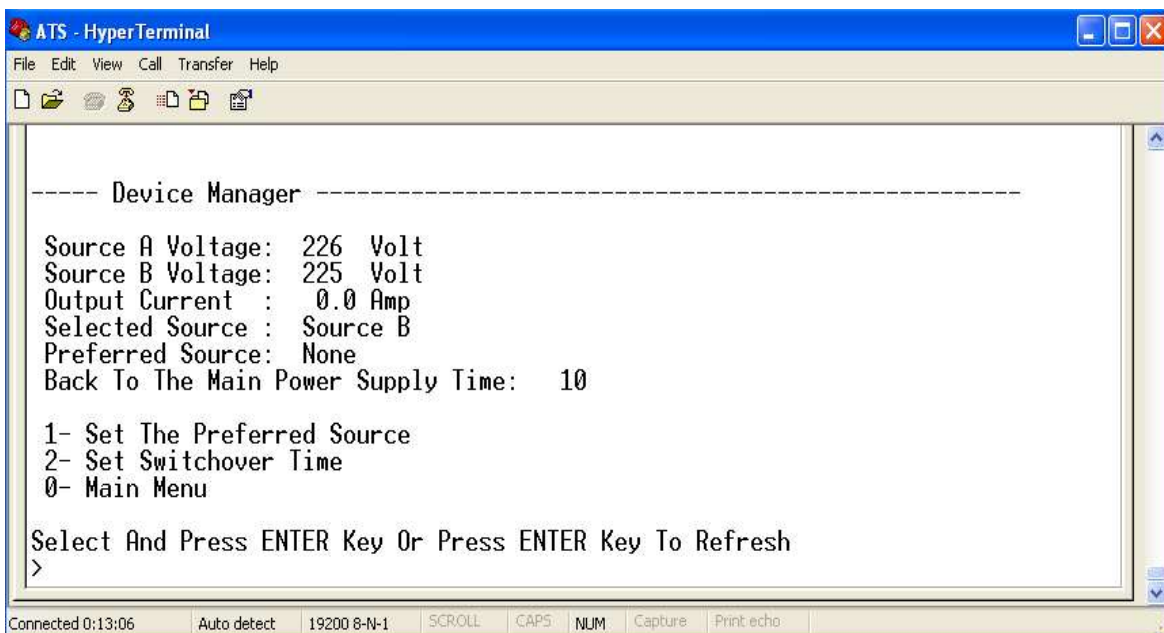 ATS - HyperTerminal
File Edit View Call Transfer Help
----- Device Manager ----------------------------------------------------
Source A Voltage: 226 Volt
Source B Voltage: 225 Volt
Output Current : 0.0 Amp
Selected Source : Source B
Preferred Source: None
Back To The Main Power Supply Time: 10
1- Set The Preferred Source
2- Set Switchover Time
0- Main Menu
Select And Press ENTER Key Or Press ENTER Key To Refresh
>
Connected 0:13:06 Auto detect 19200 8-N-1 SCROLL CAPS NUM Capture Print echo